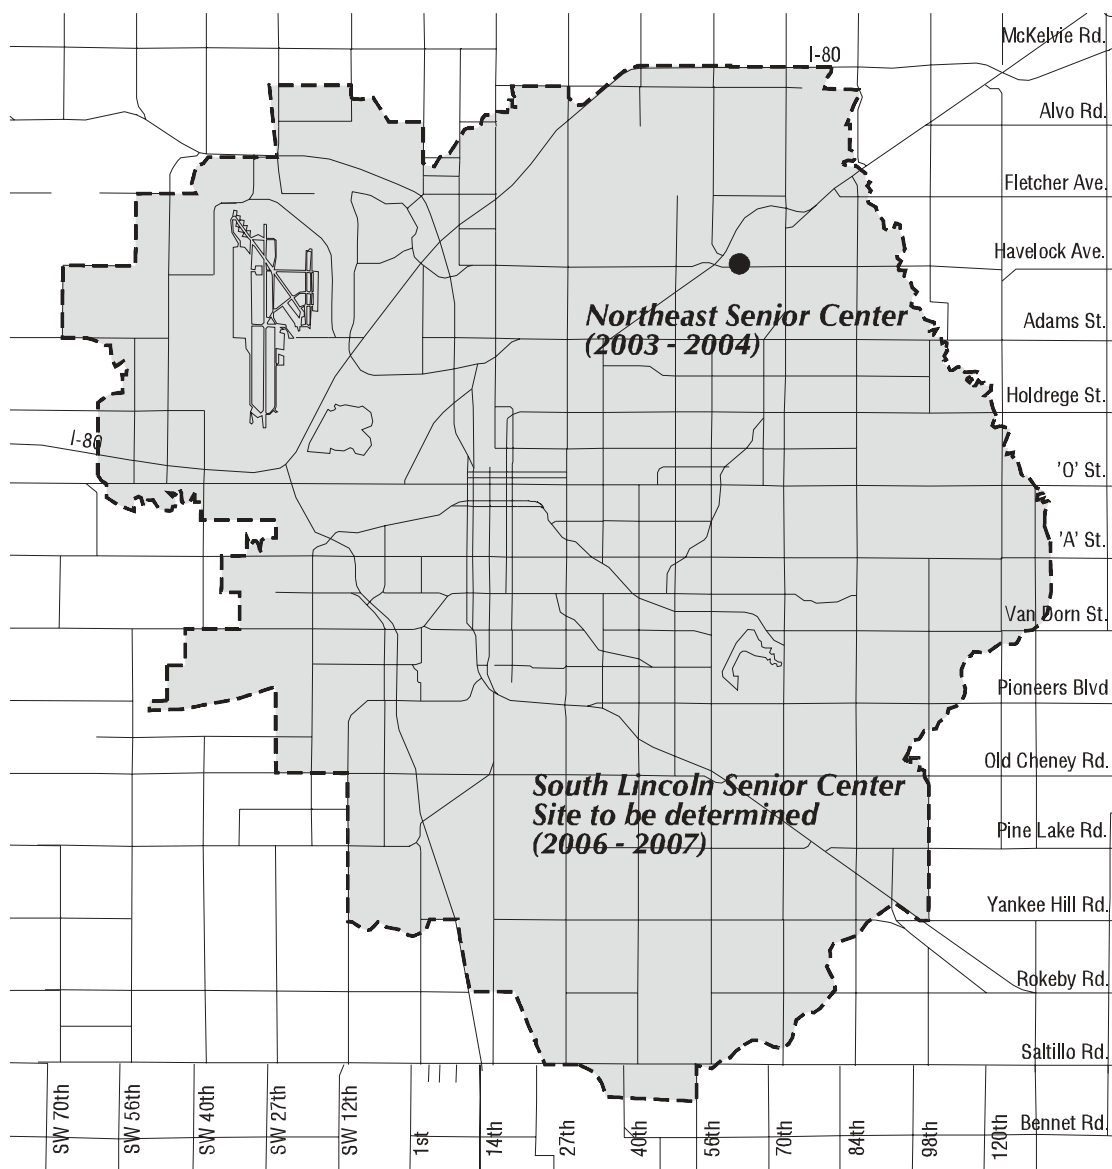 McKelvie Rd.
I-80
Alvo Rd.
Fletcher Ave.
Havelock Ave.
Northeast Senior Center
(2003 - 2004)
Adams St.
Holdrege St.
I-80
'O' St.
'A' St.
Van Dorn St.
Pioneers Blvd
Old Cheney Rd.
South Lincoln Senior Center
Site to be determined
(2006 - 2007)
Pine Lake Rd.
Yankee Hill Rd.
Rokeby Rd.
Saltillo Rd.
Bennet Rd.
SW 70th
SW 56th
SW 40th
SW 27th
SW 12th
1st
14th
27th
40th
56th
70th
84th
98th
120th